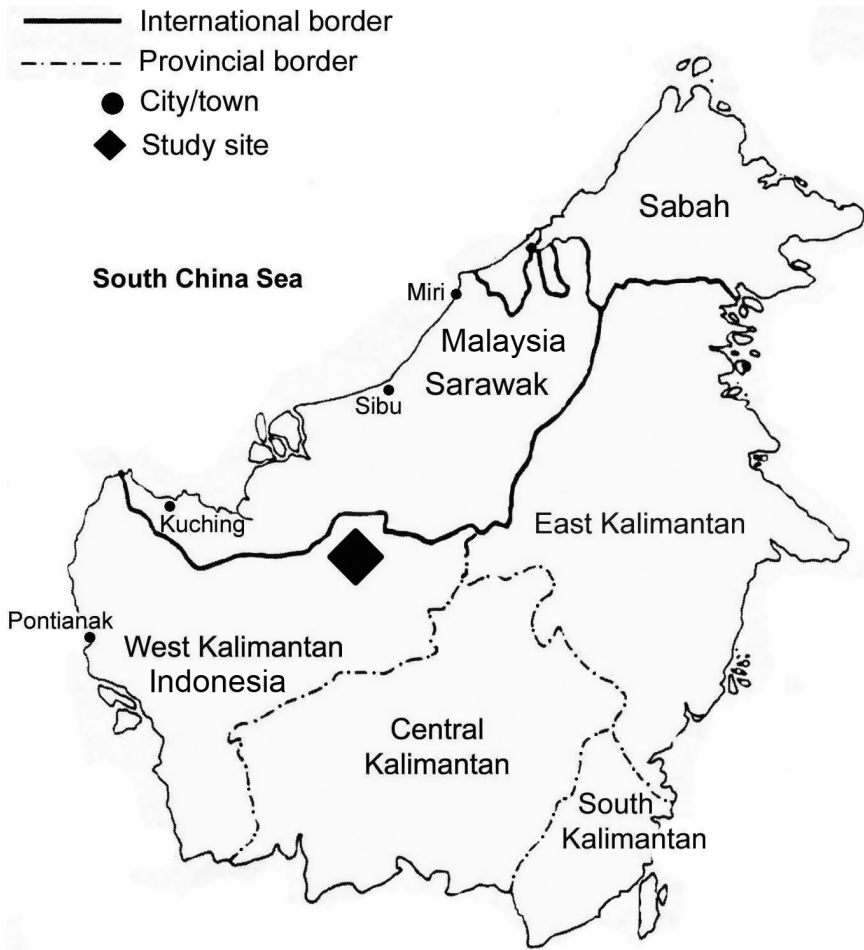 International border
Provincial border
City/town
Study site
Sabah
South China Sea
Miri
Malaysia
Sarawak
Sibu
Kuching
East Kalimantan
Pontianak
West Kalimantan
Indonesia
Central
Kalimantan
South
Kalimantan